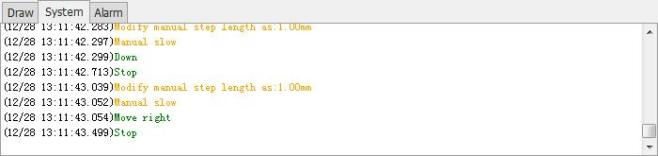 Draw System Alarm
(12/28 13:11:42.283)Modify manual step length as:1.00mm
(12/28 13:11:42.297)Manual slow
(12/28 13:11:42.299)Down
(12/28 13:11:42.713)Stop
(12/28 13:11:43.039)Modify manual step length as:1.00mm
(12/28 13:11:43.052)Manual slow
(12/28 13:11:43.054)Move right
(12/28 13:11:43.499)Stop